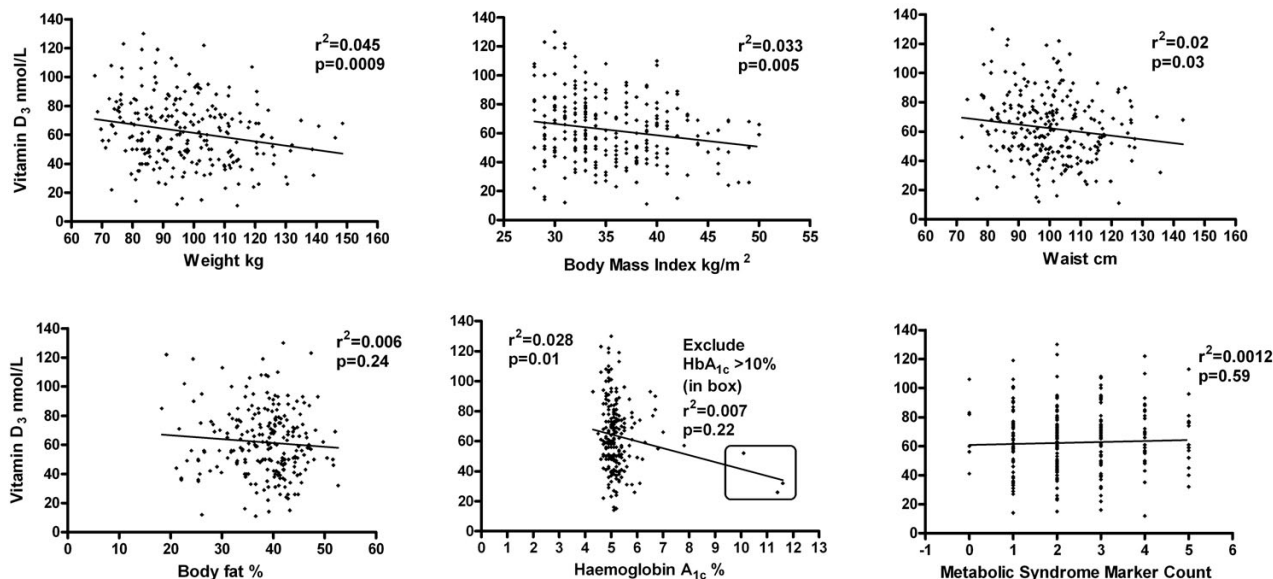 140
120
100
80
60
40
20
0
Vitamin D3 nmol/L
r2=0.045
p=0.0009
60 70 80 90 100 110 120 130 140 150 160
Weight kg
140
120
100
80
60
40
20
0
r2=0.033
p=0.005
25 30 35 40 45 50 55
Body Mass Index kg/m2
140
120
100
80
60
40
20
0
r2=0.02
p=0.03
60 70 80 90 100 110 120 130 140 150 160
Waist cm
140
120
100
80
60
40
20
0
Vitamin D3 nmol/L
r2=0.006
p=0.24
0 10 20 30 40 50 60
Body fat %
140
120
100
80
60
40
20
0
r2=0.028
p=0.01
Exclude
HbA1c >10%
(in box)
r2=0.007
p=0.22
0 1 2 3 4 5 6 7 8 9 10 11 12 13
Haemoglobin A1c %
140
120
100
80
60
40
20
0
r2=0.0012
p=0.59
-1 0 1 2 3 4 5 6
Metabolic Syndrome Marker Count